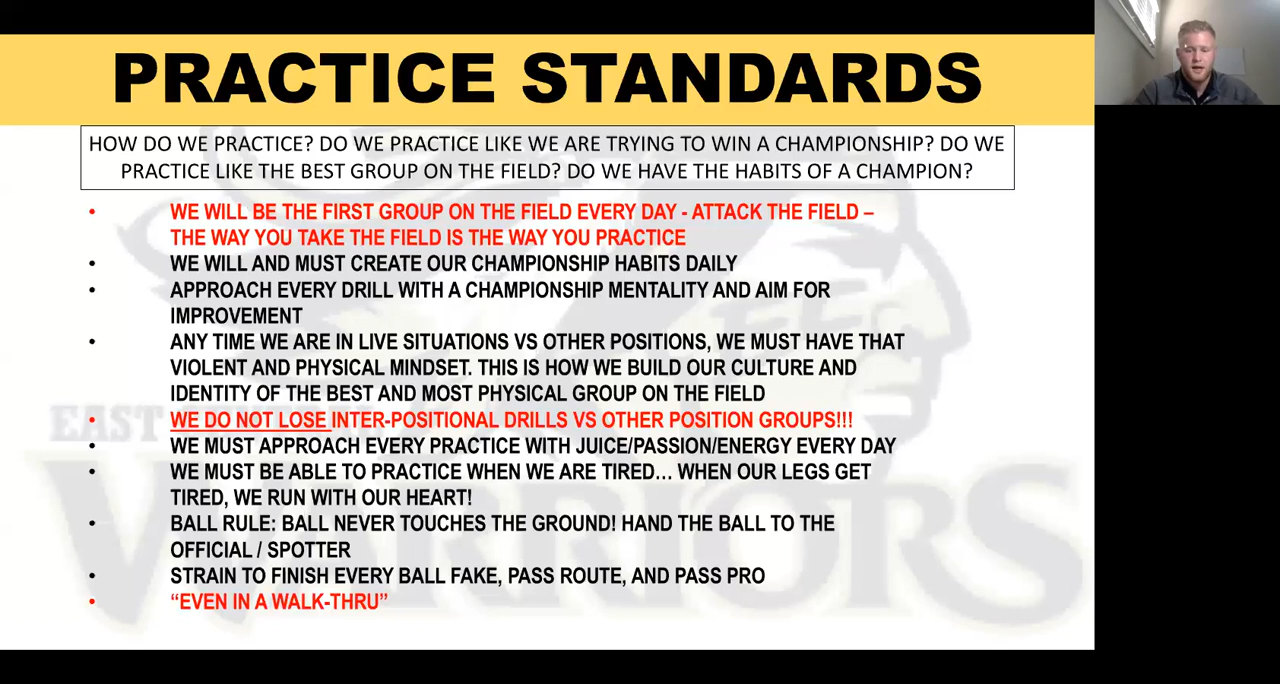 PRACTICE STANDARDS
HOW DO WE PRACTICE? DO WE PRACTICE LIKE WE ARE TRYING TO WIN A CHAMPIONSHIP? DO WE
PRACTICE LIKE THE BEST GROUP ON THE FIELD? DO WE HAVE THE HABITS OF A CHAMPION?
• WE WILL BE THE FIRST GROUP ON THE FIELD EVERY DAY - ATTACK THE FIELD –
THE WAY YOU TAKE THE FIELD IS THE WAY YOU PRACTICE
• WE WILL AND MUST CREATE OUR CHAMPIONSHIP HABITS DAILY
• APPROACH EVERY DRILL WITH A CHAMPIONSHIP MENTALITY AND AIM FOR
IMPROVEMENT
• ANY TIME WE ARE IN LIVE SITUATIONS VS OTHER POSITIONS, WE MUST HAVE THAT
VIOLENT AND PHYSICAL MINDSET. THIS IS HOW WE BUILD OUR CULTURE AND
IDENTITY OF THE BEST AND MOST PHYSICAL GROUP ON THE FIELD
• WE DO NOT LOSE INTER-POSITIONAL DRILLS VS OTHER POSITION GROUPS!!!
• WE MUST APPROACH EVERY PRACTICE WITH JUICE/PASSION/ENERGY EVERY DAY
• WE MUST BE ABLE TO PRACTICE WHEN WE ARE TIRED... WHEN OUR LEGS GET
TIRED, WE RUN WITH OUR HEART!
• BALL RULE: BALL NEVER TOUCHES THE GROUND! HAND THE BALL TO THE
OFFICIAL / SPOTTER
• STRAIN TO FINISH EVERY BALL FAKE, PASS ROUTE, AND PASS PRO
• “EVEN IN A WALK-THRU”
EAST CENTRAL
WARRIORS